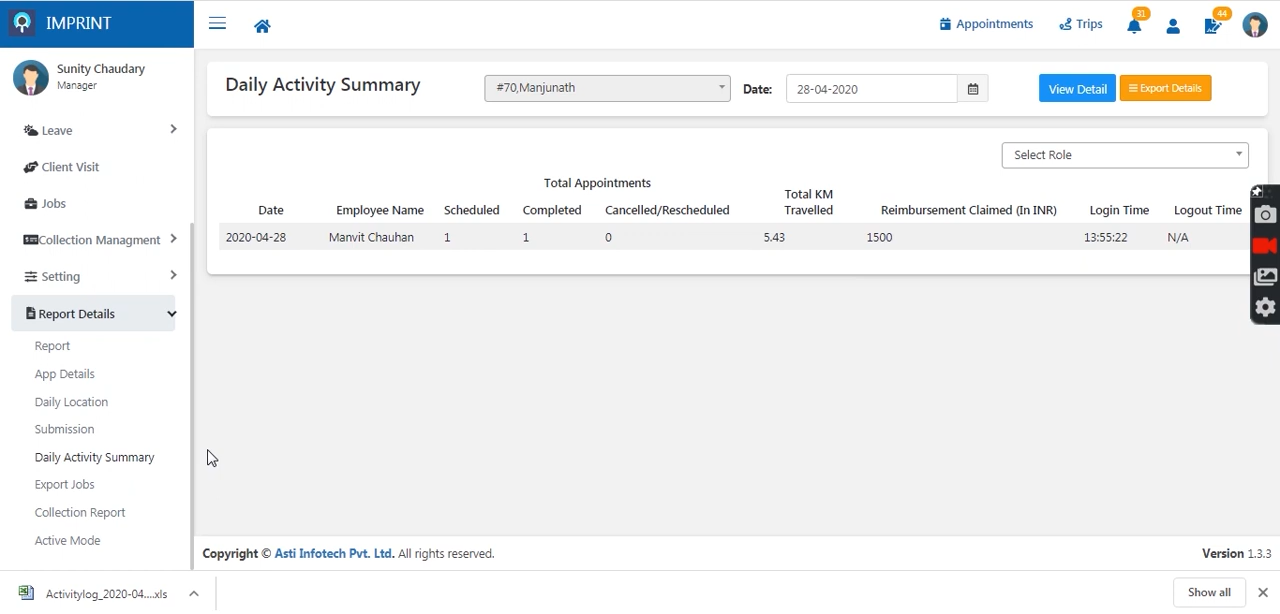 IMPRINT
Appointments
Trips
31
44
Sunity Chaudary
Manager
Leave
Client Visit
Jobs
Collection Managment
Setting
Report Details
Report
App Details
Daily Location
Submission
Daily Activity Summary
Export Jobs
Collection Report
Active Mode
Daily Activity Summary
#70,Manjunath
Date:
28-04-2020
View Detail
Export Details
Select Role
Total Appointments
Date Employee Name Scheduled Completed Cancelled/Rescheduled Total KM Travelled Reimbursement Claimed (In INR) Login Time Logout Time
2020-04-28 Manvit Chauhan 1 1 0 5.43 1500 13:55:22 N/A
Copyright © Asti Infotech Pvt. Ltd. All rights reserved.
Version 1.3.3
Activitylog_2020-04....xls
Show all